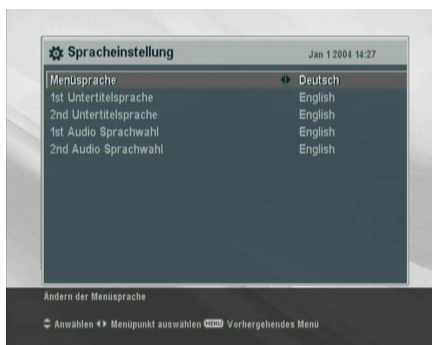 Spracheinstellung Jan 1 2004 14:27
Menüsprache Deutsch
1st Untertitelsprache English
2nd Untertitelsprache English
1st Audio Sprachwahl English
2nd Audio Sprachwahl English
Ändern der Menüsprache
Anwählen Menüpunkt auswählen MENU Vorhergehendes Menü